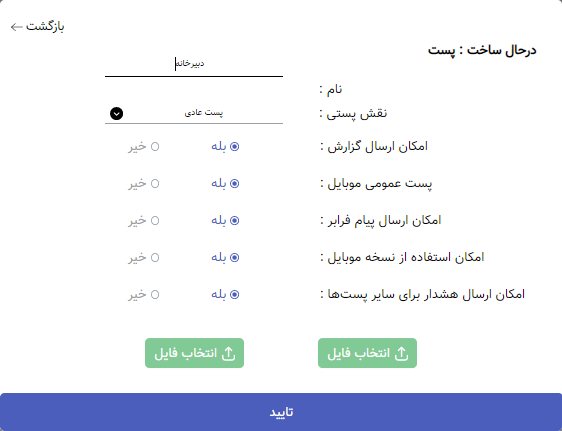 بازگشت
درحال ساخت : پست
نام :
دبیرخانه
نقش پستی :
پست عادی
امکان ارسال گزارش : بله خیر
پست عمومی موبایل : بله خیر
امکان ارسال پیام فرابر : بله خیر
امکان استفاده از نسخه موبایل : بله خیر
امکان ارسال هشدار برای سایر پست‌ها : بله خیر
انتخاب فایل انتخاب فایل
تایید